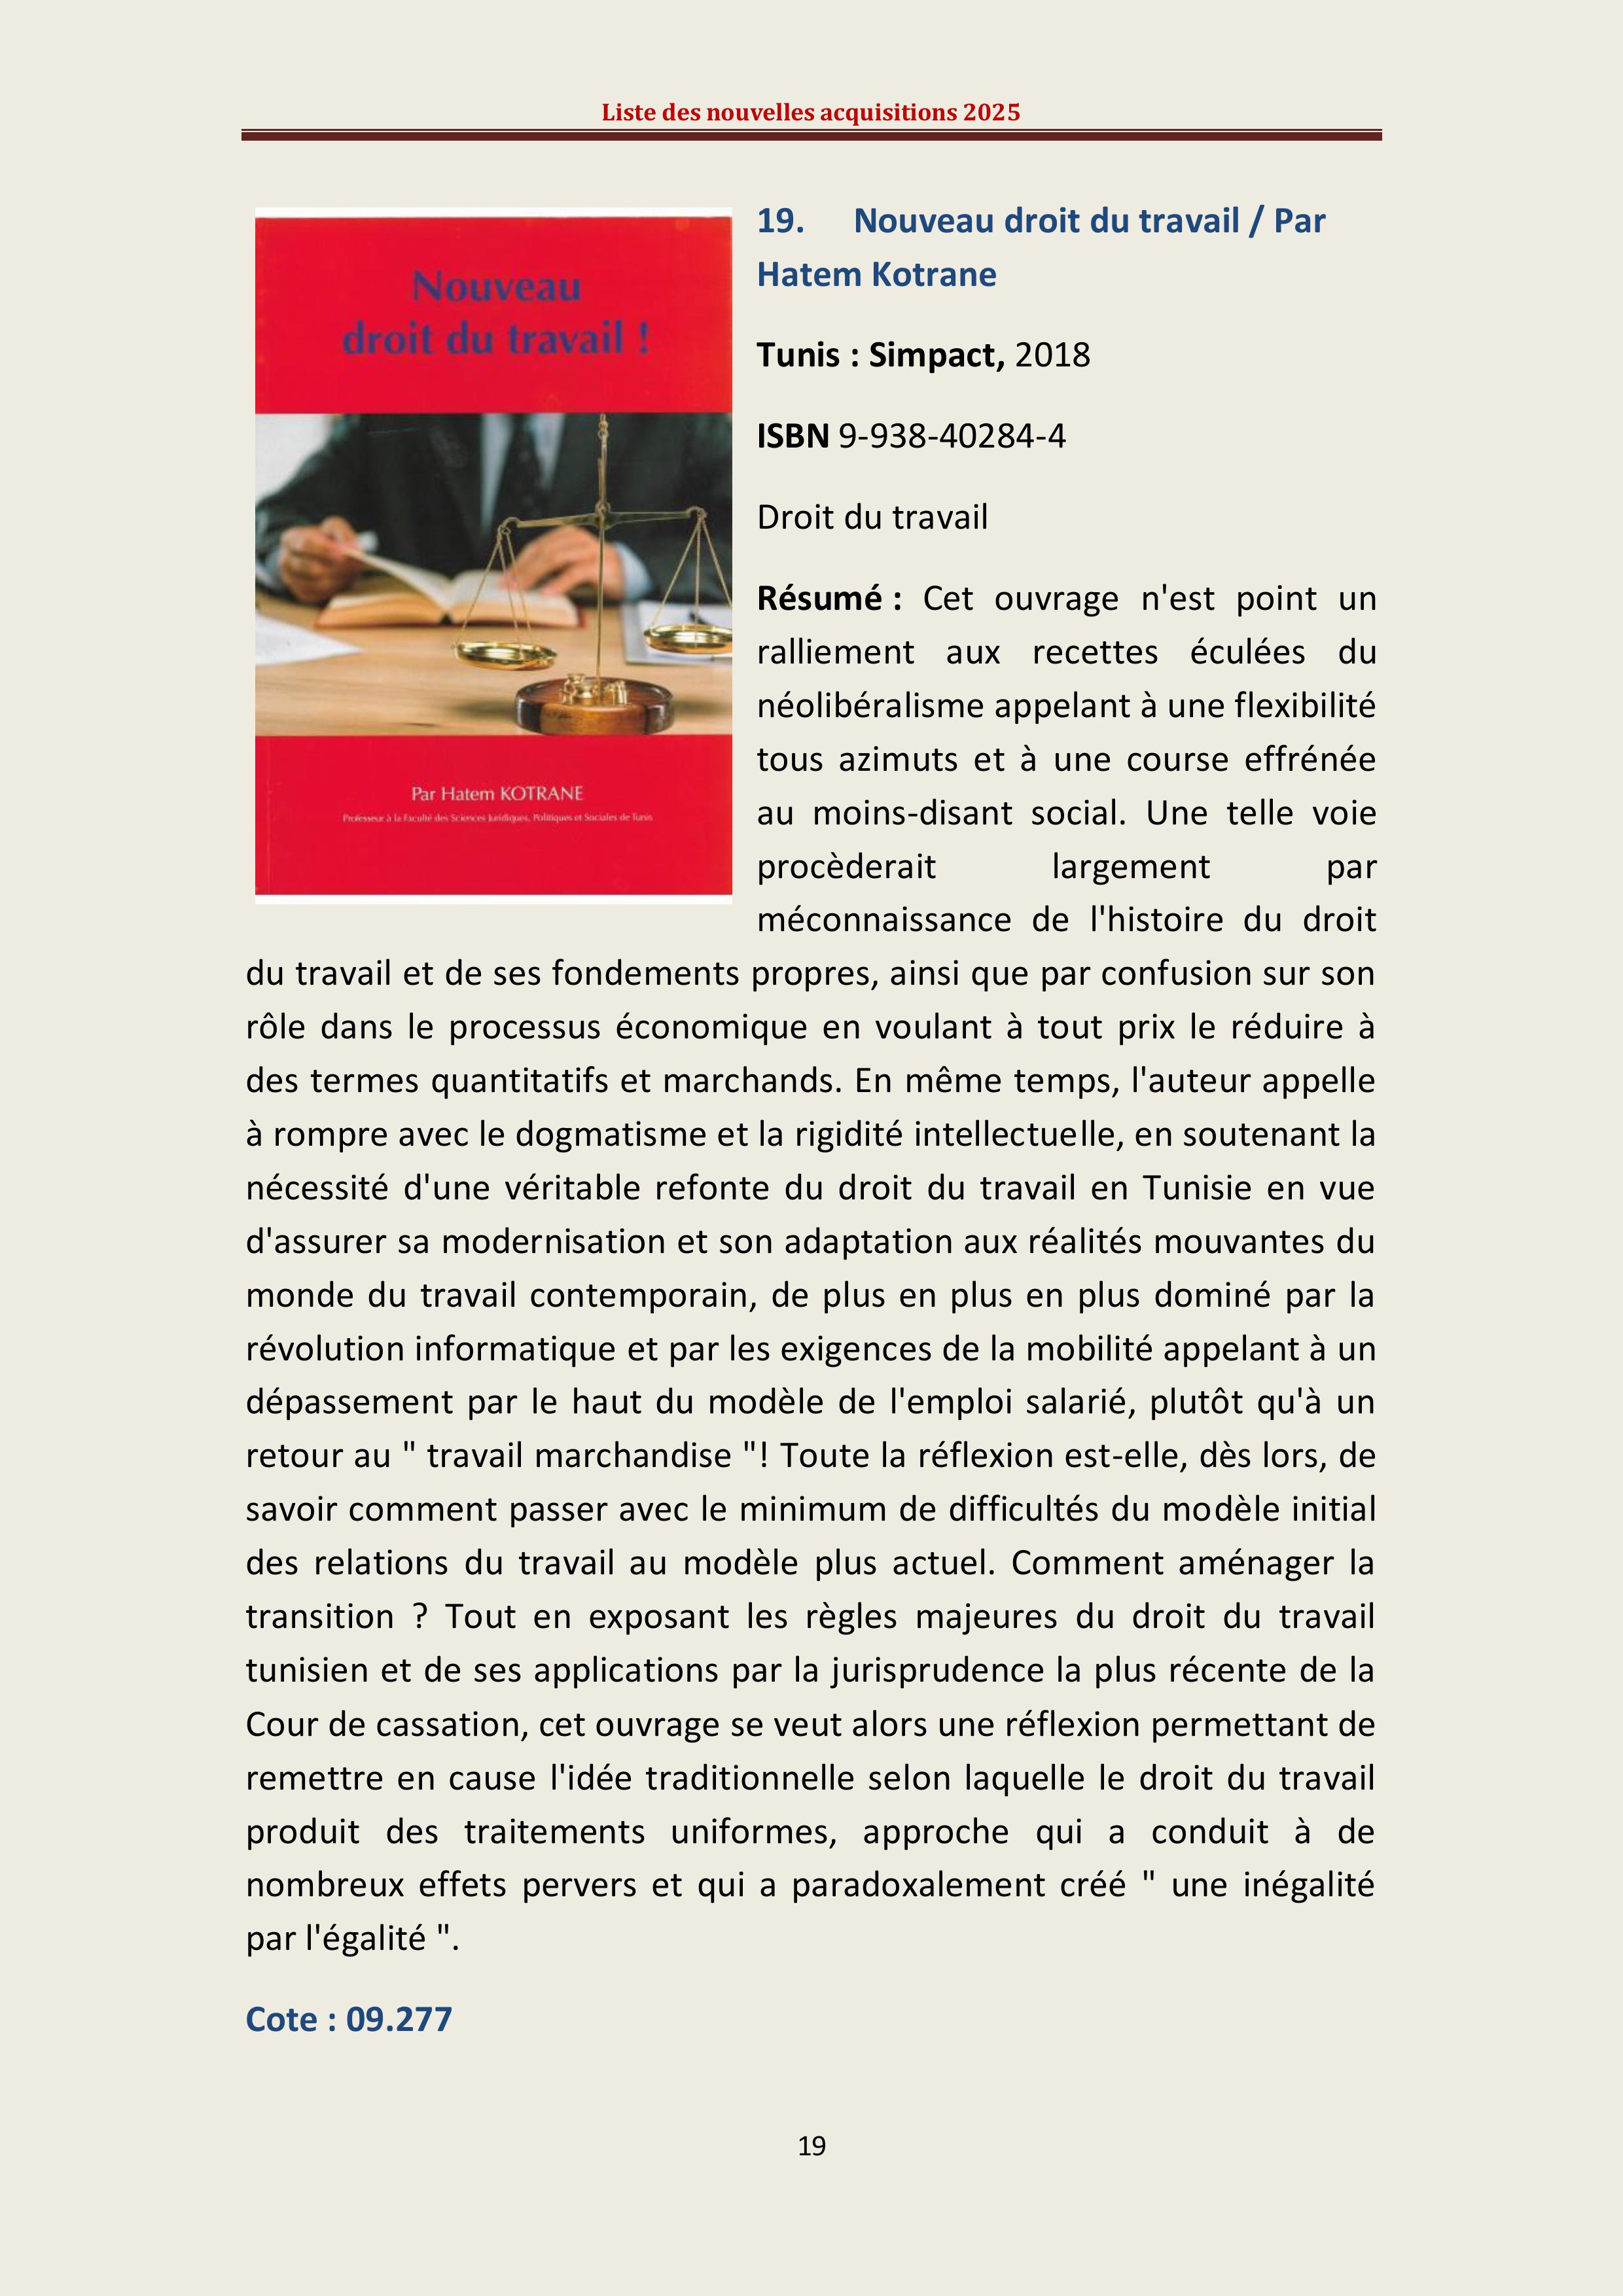 Liste des nouvelles acquisitions 2025
Nouveau
droit du travail !
Par Hatem KOTRANE
Professeur à la Faculté des Sciences Juridiques, Politiques et Sociales de Tunis
19. Nouveau droit du travail / Par
Hatem Kotrane
Tunis : Simpact, 2018
ISBN 9-938-40284-4
Droit du travail
Résumé : Cet ouvrage n'est point un
ralliement aux recettes éculées du
néolibéralisme appelant à une flexibilité
tous azimuts et à une course effrénée
au moins-disant social. Une telle voie
procèderait largement par
méconnaissance de l'histoire du droit
du travail et de ses fondements propres, ainsi que par confusion sur son
rôle dans le processus économique en voulant à tout prix le réduire à
des termes quantitatifs et marchands. En même temps, l'auteur appelle
à rompre avec le dogmatisme et la rigidité intellectuelle, en soutenant la
nécessité d'une véritable refonte du droit du travail en Tunisie en vue
d'assurer sa modernisation et son adaptation aux réalités mouvantes du
monde du travail contemporain, de plus en plus en plus dominé par la
révolution informatique et par les exigences de la mobilité appelant à un
dépassement par le haut du modèle de l'emploi salarié, plutôt qu'à un
retour au " travail marchandise "! Toute la réflexion est-elle, dès lors, de
savoir comment passer avec le minimum de difficultés du modèle initial
des relations du travail au modèle plus actuel. Comment aménager la
transition ? Tout en exposant les règles majeures du droit du travail
tunisien et de ses applications par la jurisprudence la plus récente de la
Cour de cassation, cet ouvrage se veut alors une réflexion permettant de
remettre en cause l'idée traditionnelle selon laquelle le droit du travail
produit des traitements uniformes, approche qui a conduit à de
nombreux effets pervers et qui a paradoxalement créé " une inégalité
par l'égalité ".
Cote : 09.277
19